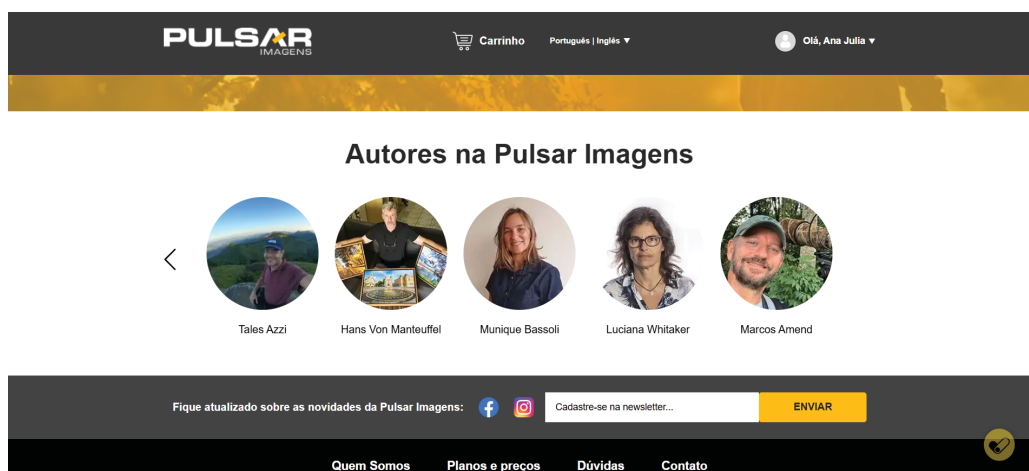 PULSAR
IMAGENS
Carrinho
Português | Inglês ▼
Olá, Ana Julia ▼
Autores na Pulsar Imagens
Tales Azzi
Hans Von Manteuffel
Munique Bassoli
Luciana Whitaker
Marcos Amend
Fique atualizado sobre as novidades da Pulsar Imagens:
Cadastre-se na newsletter...
ENVIAR
Quem Somos
Planos e preços
Dúvidas
Contato